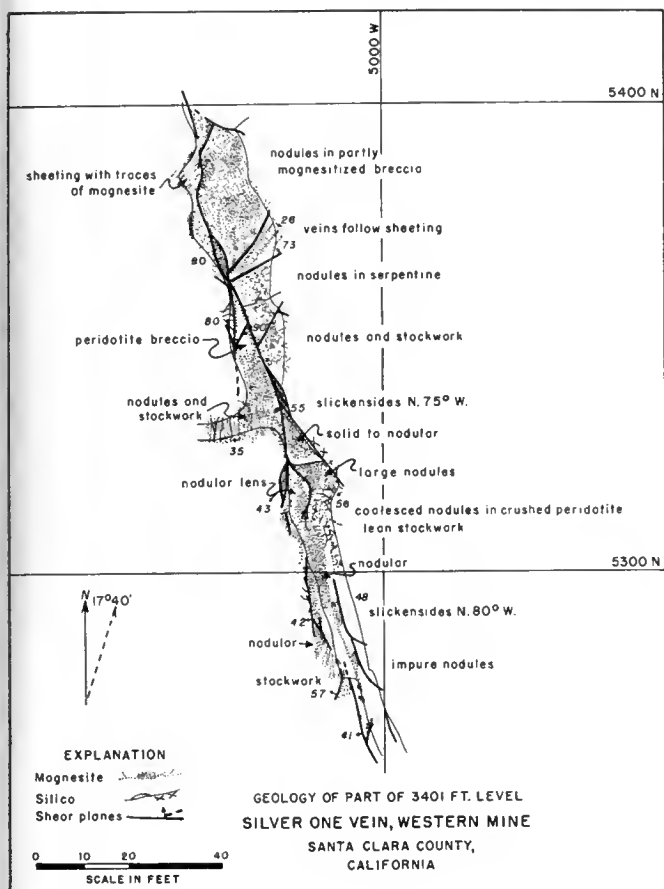 5000 W
5400 N
nodules in partly
magnesitized breccia
sheeting with traces
of magnesite
26
veins follow sheeting
73
80
nodules in serpentine
80
90
peridotite breccia
nodules and stockwork
nodules and
stockwork
55
slickensides N. 75° W.
solid to nodular
35
large nodules
nodular lens
43
56
coalesced nodules in crushed peridotite
lean stockwork
nodular
5300 N
48
slickensides N. 80° W.
42
nodular
impure nodules
stockwork
57
41
N
17°40'
EXPLANATION
Magnesite
Silica
Shear planes
0 10 20 40
SCALE IN FEET
GEOLOGY OF PART OF 3401 FT. LEVEL
SILVER ONE VEIN, WESTERN MINE
SANTA CLARA COUNTY,
CALIFORNIA